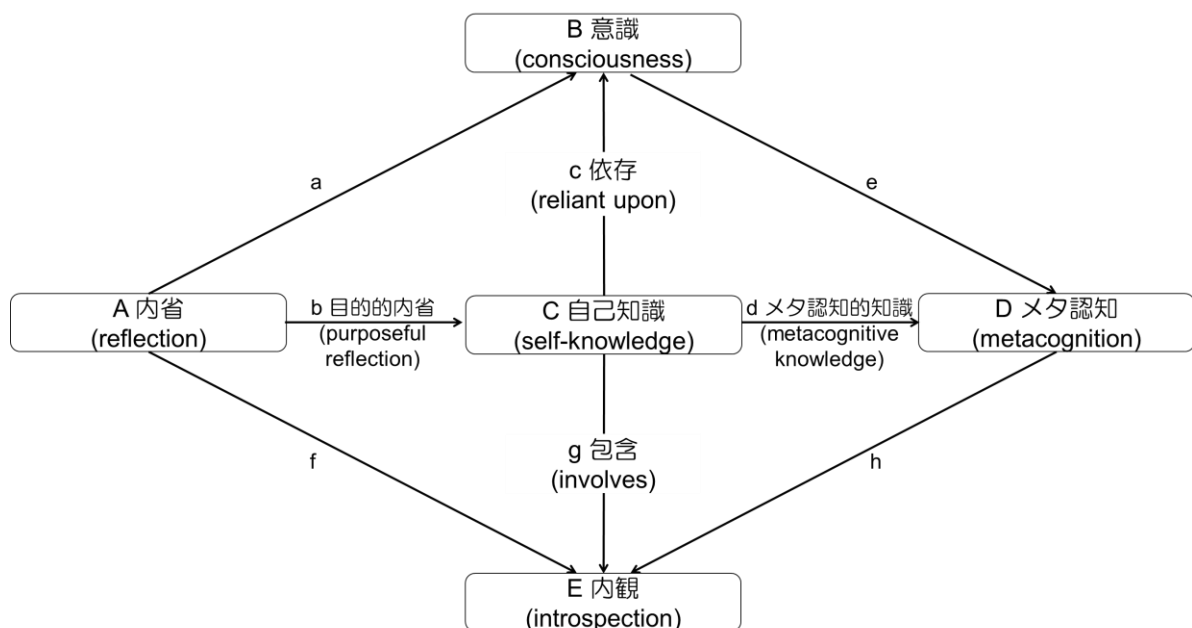 B 意識
(consciousness)
a
c 依存
(reliant upon)
e
A 内省
(reflection)
b 目的的内省
(purposeful
reflection)
C 自己知識
(self-knowledge)
d メタ認知的知識
(metacognitive
knowledge)
D メタ認知
(metacognition)
f
g 包含
(involves)
h
E 内観
(introspection)